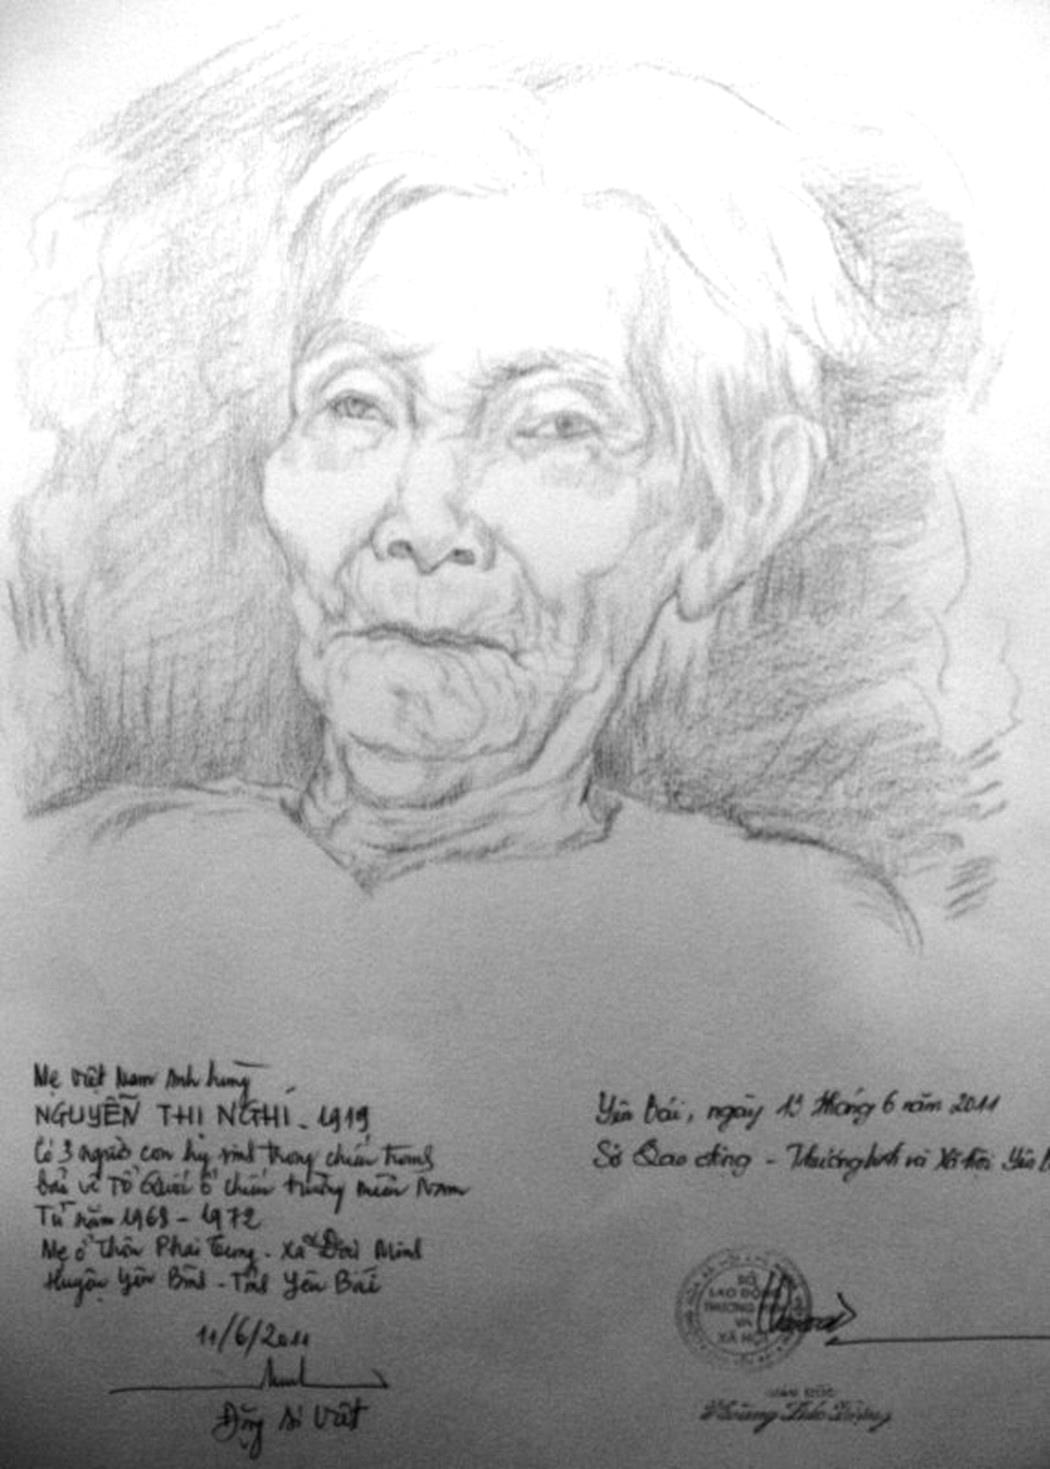 Mẹ Việt Nam Anh hùng
NGUYỄN THỊ NGHÍ - 1919
Có 3 người con hy sinh trong chiến tranh
bảo vệ Tổ Quốc ở chiến trường miền Nam
Từ năm 1968 - 1972
Mẹ ở Thôn Phai Tung - Xã Đại Minh
Huyện Yên Bình - Tỉnh Yên Bái
11/6/2011
Đặng Ái Việt
Yên Bái, ngày 13 tháng 6 năm 2011
Sở Lao động - Thương binh và Xã hội Yên
SỞ
LAO ĐỘNG
THƯƠNG BINH
VÀ
XÃ HỘI
GIÁM ĐỐC